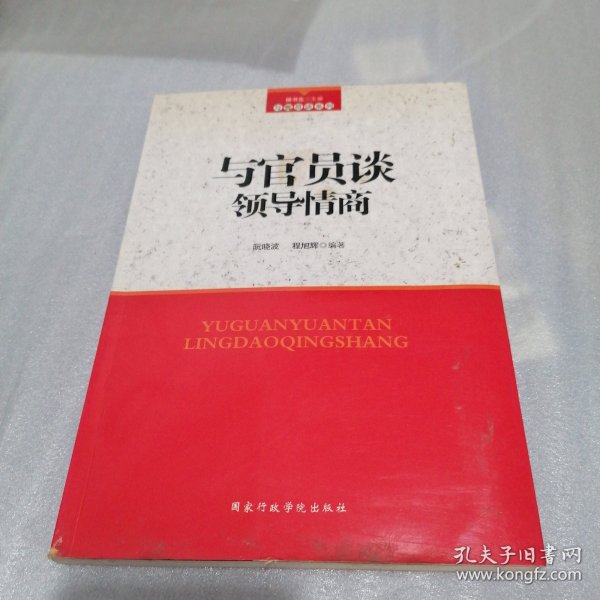 与官员谈
领导情商
阮晓波 程旭辉 编著
YUGUANYUANTAN
LINGDAOQINGSHANG
国家行政学院出版社
孔夫子旧书网
www.kongfz.com